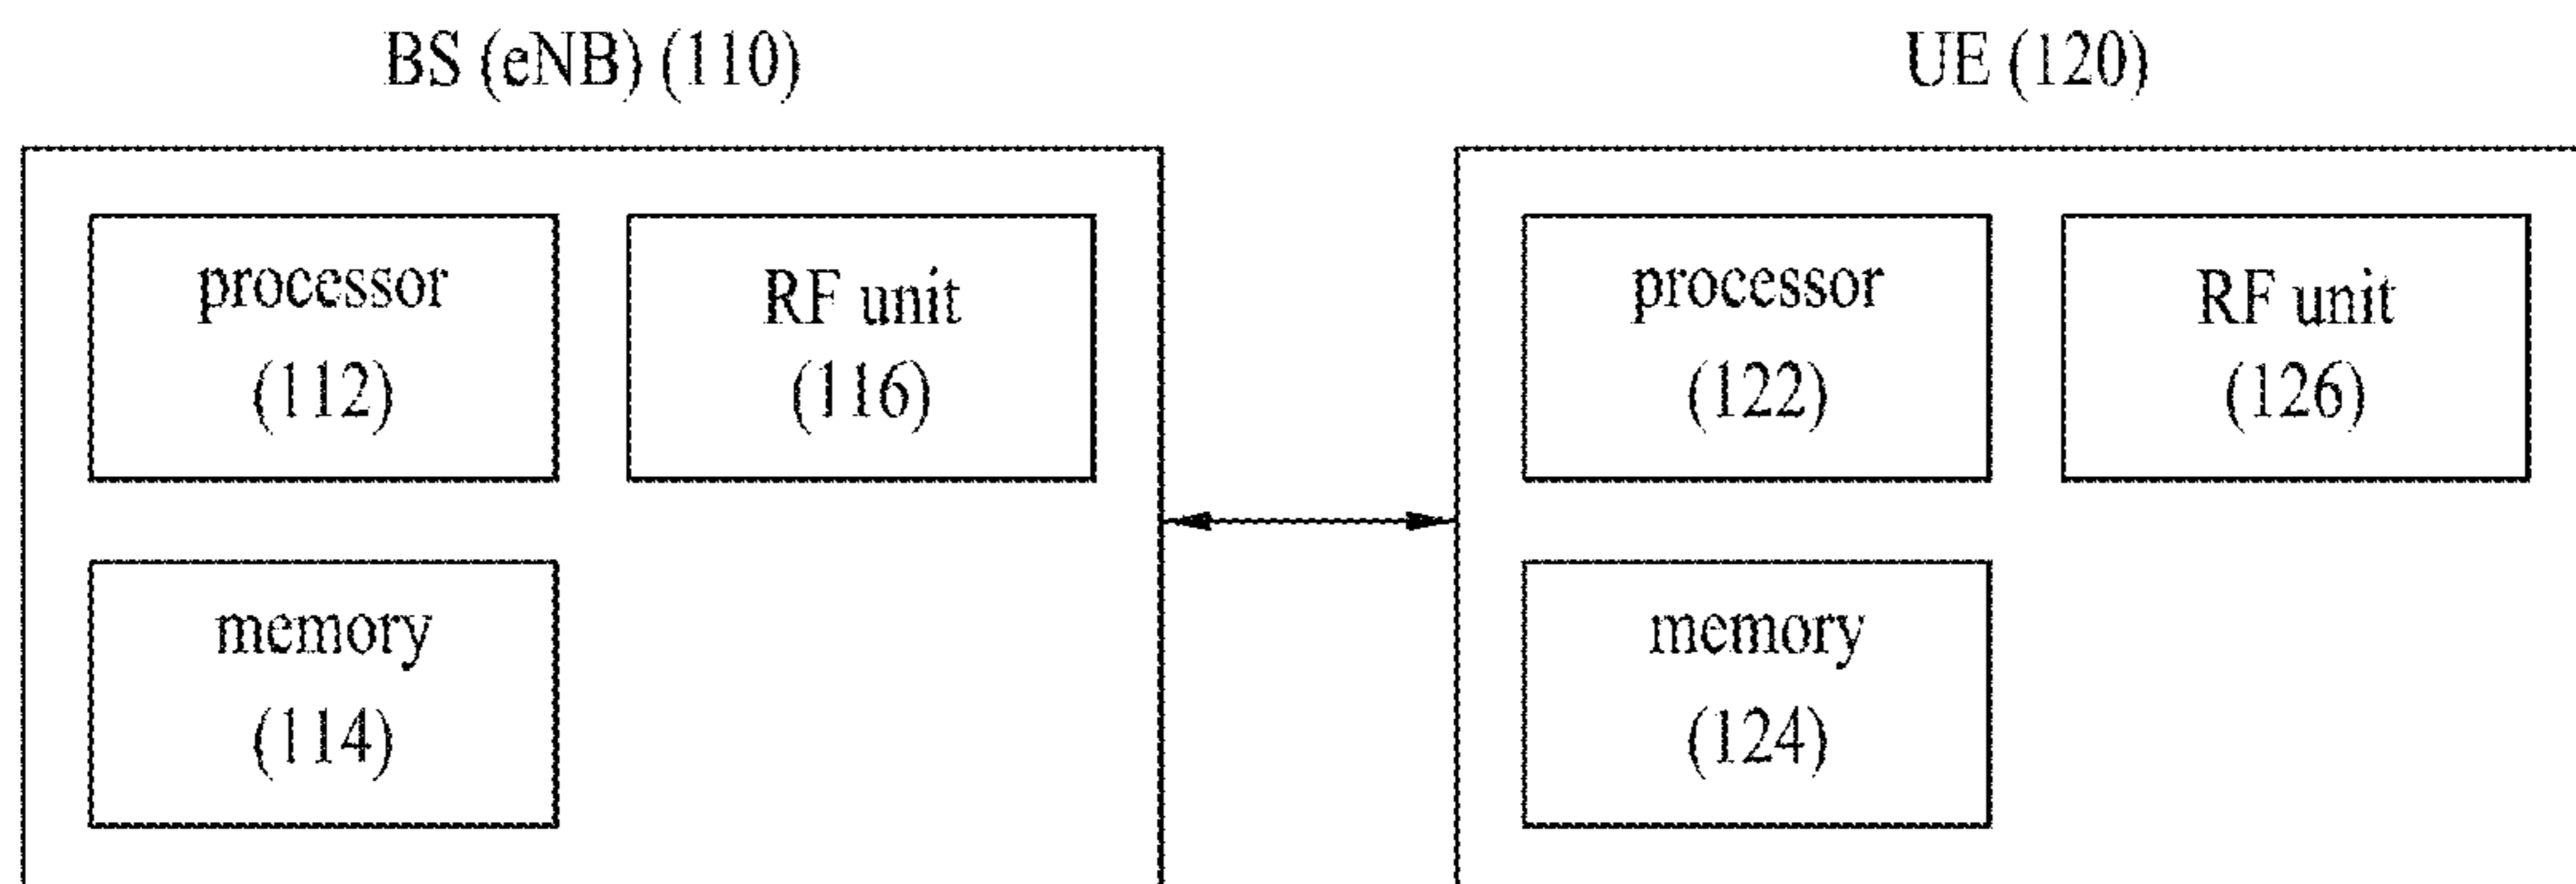 BS (eNB) (110)
processor
(112)
RF unit
(116)
memory
(114)
UE (120)
processor
(122)
RF unit
(126)
memory
(124)